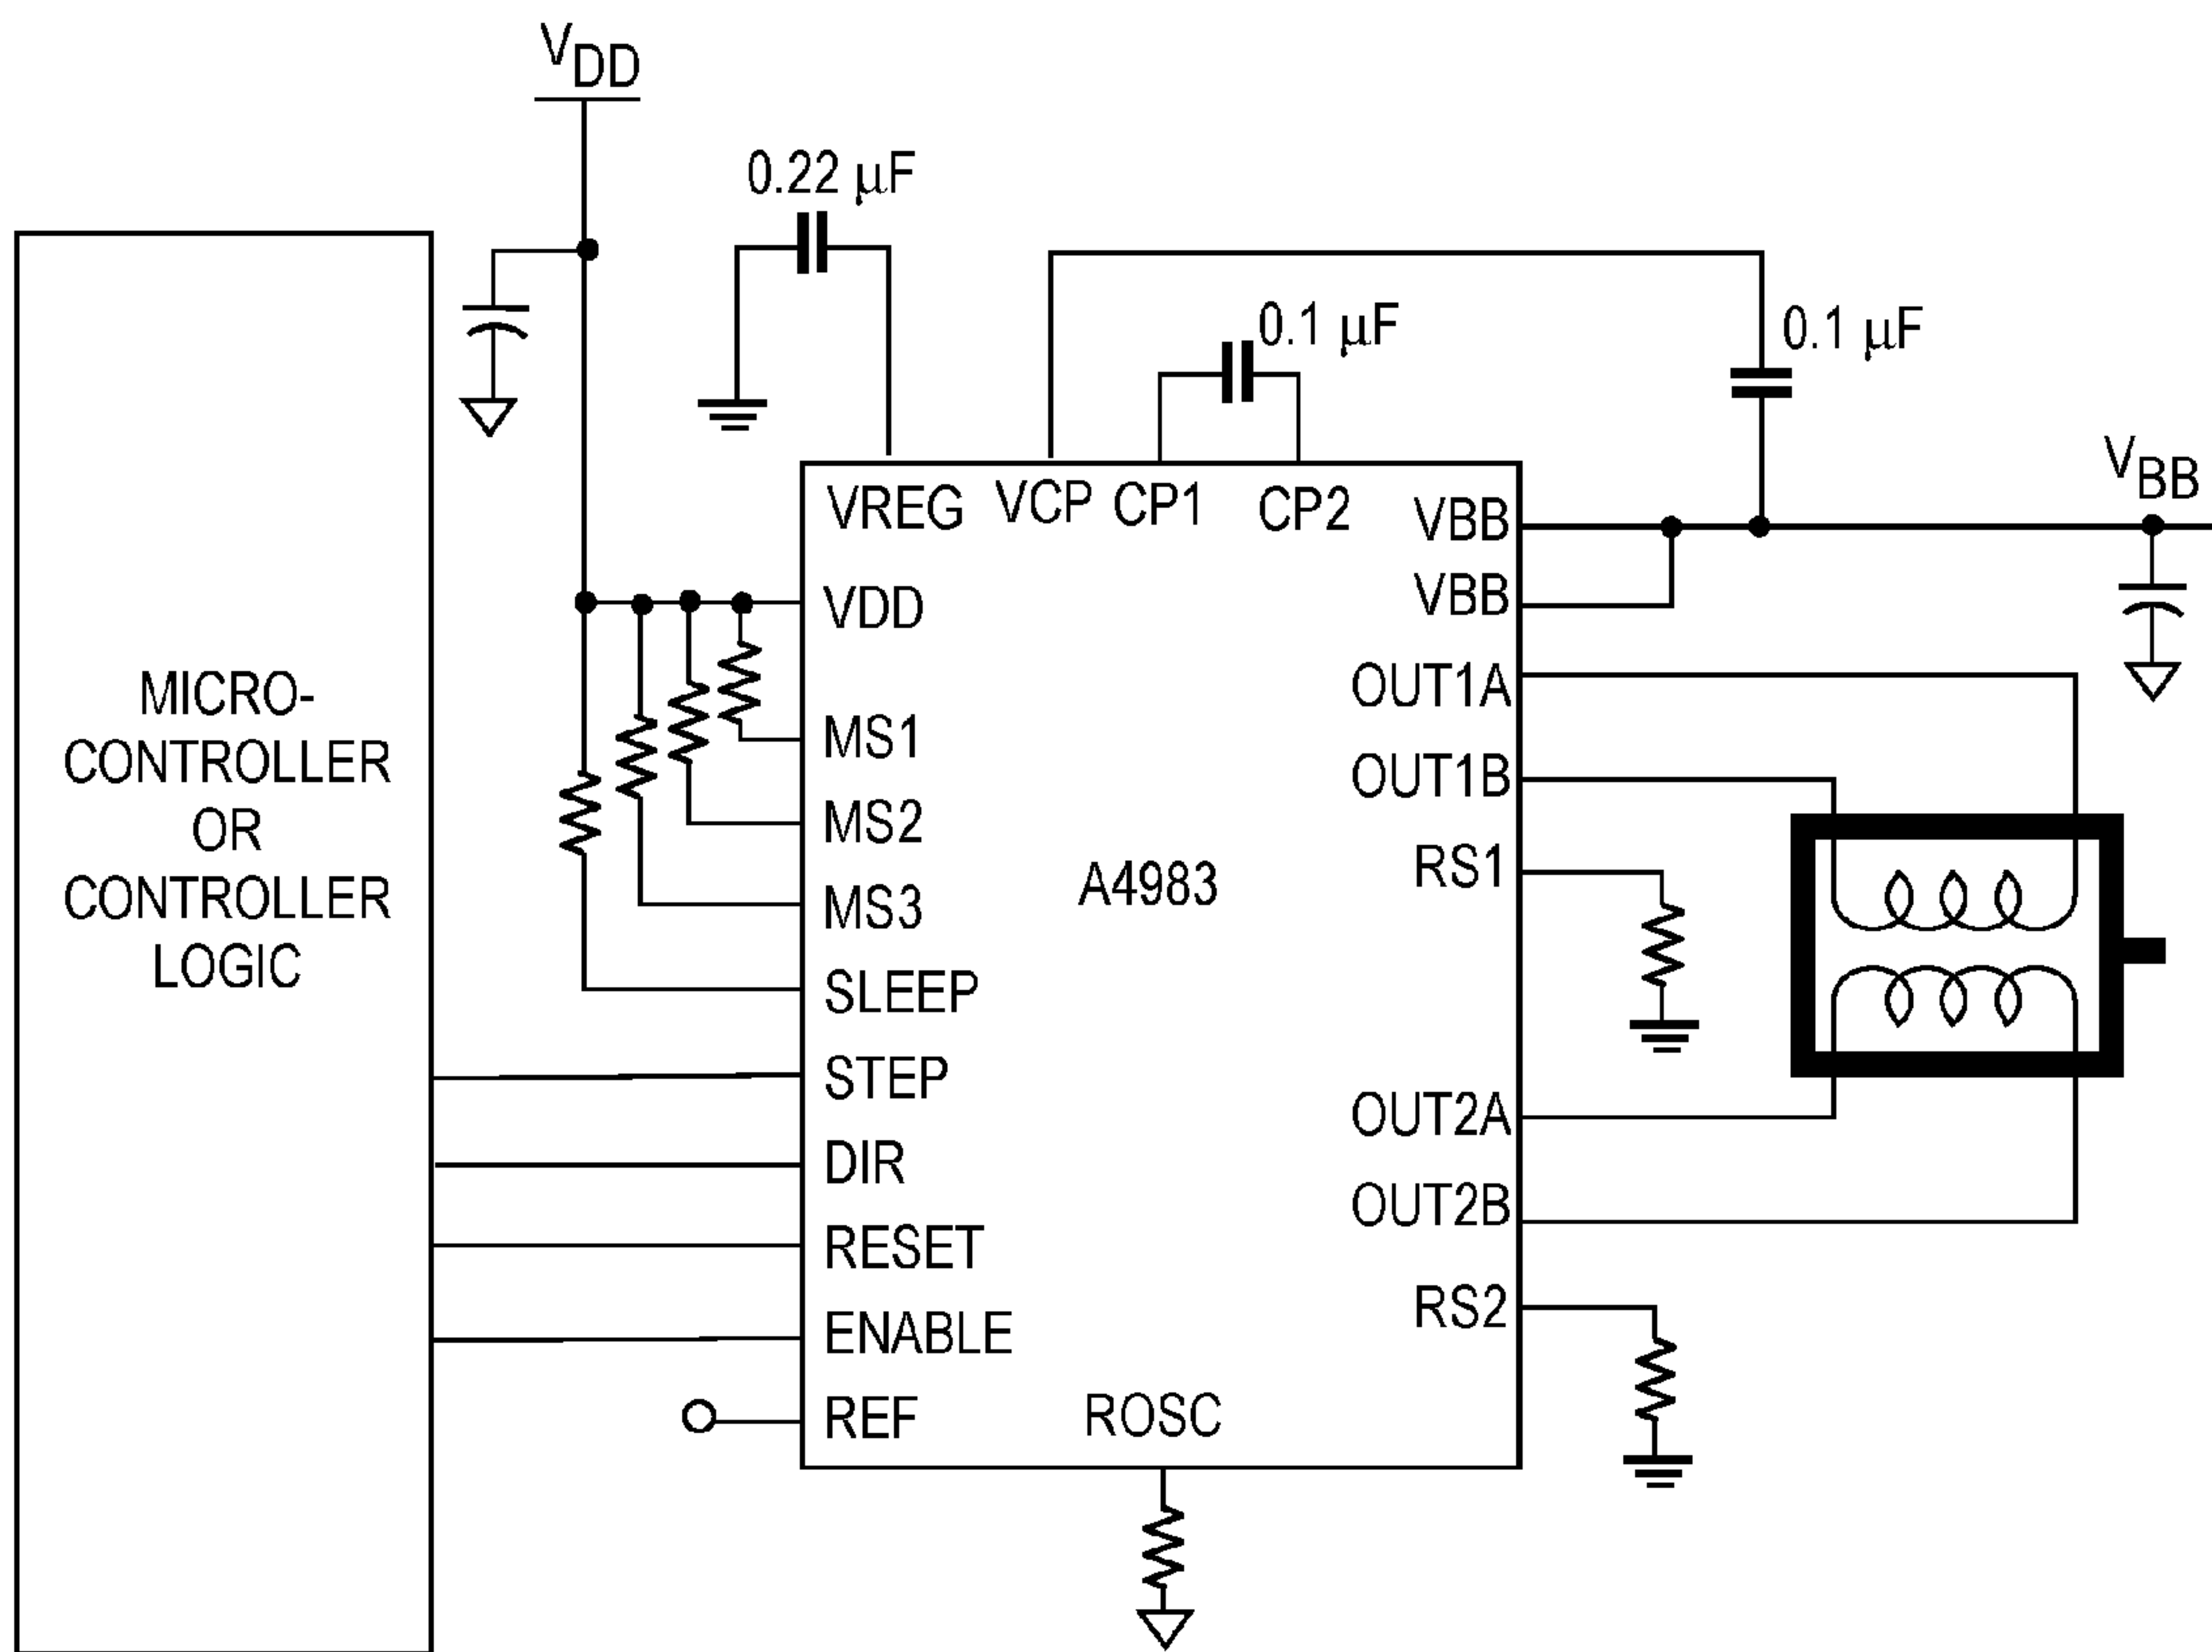 VDD
0.22 μF
0.1 μF
0.1 μF
VBB
VREG
VCP
CP1
CP2
VBB
VBB
VDD
OUT1A
MS1
OUT1B
MS2
RS1
MS3
A4983
SLEEP
STEP
OUT2A
DIR
OUT2B
RESET
RS2
ENABLE
REF
ROSC
MICRO-
CONTROLLER
OR
CONTROLLER
LOGIC